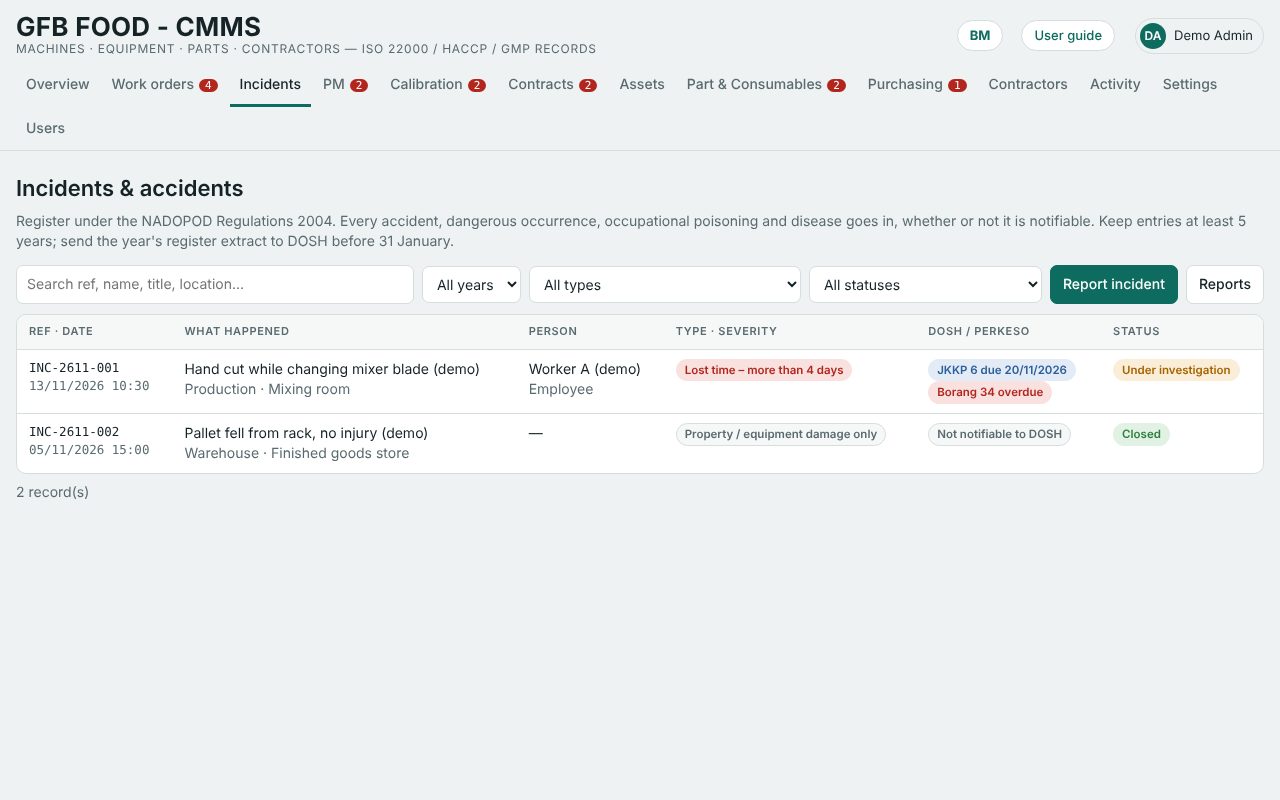 GFB FOOD - CMMS
MACHINES · EQUIPMENT · PARTS · CONTRACTORS — ISO 22000 / HACCP / GMP RECORDS
BM
User guide
DA Demo Admin
Overview Work orders 4 Incidents PM 2 Calibration 2 Contracts 2 Assets Part & Consumables 2 Purchasing 1 Contractors Activity Settings
Users
Incidents & accidents
Register under the NADOPOD Regulations 2004. Every accident, dangerous occurrence, occupational poisoning and disease goes in, whether or not it is notifiable. Keep entries at least 5
years; send the year's register extract to DOSH before 31 January.
Search ref, name, title, location... All years All types All statuses Report incident Reports
REF · DATE WHAT HAPPENED PERSON TYPE · SEVERITY DOSH / PERKESO STATUS
INC-2611-001 Hand cut while changing mixer blade (demo) Worker A (demo) Lost time – more than 4 days JKKP 6 due 20/11/2026 Under investigation
13/11/2026 10:30 Production · Mixing room Employee Borang 34 overdue
INC-2611-002 Pallet fell from rack, no injury (demo) — Property / equipment damage only Not notifiable to DOSH Closed
05/11/2026 15:00 Warehouse · Finished goods store
2 record(s)